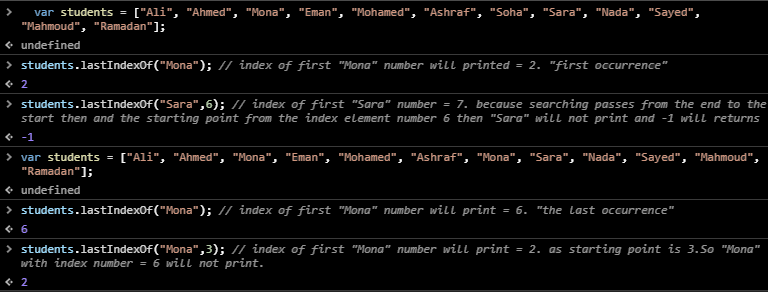 var students = ["Ali", "Ahmed", "Mona", "Eman", "Mohamed", "Ashraf", "Soha", "Sara", "Nada", "Sayed",
"Mahmoud", "Ramadan"];
undefined
students.lastIndexOf("Mona"); // index of first "Mona" number will printed = 2. "first occurrence"
2
students.lastIndexOf("Sara",6); // index of first "Sara" number = 7. because searching passes from the end to the
start then and the starting point from the index element number 6 then "Sara" will not print and -1 will returns
-1
var students = ["Ali", "Ahmed", "Mona", "Eman", "Mohamed", "Ashraf", "Mona", "Sara", "Nada", "Sayed", "Mahmoud",
"Ramadan"];
undefined
students.lastIndexOf("Mona"); // index of first "Mona" number will print = 6. "the last occurrence"
6
students.lastIndexOf("Mona",3); // index of first "Mona" number will print = 2. as starting point is 3.So "Mona"
with index number = 6 will not print.
2